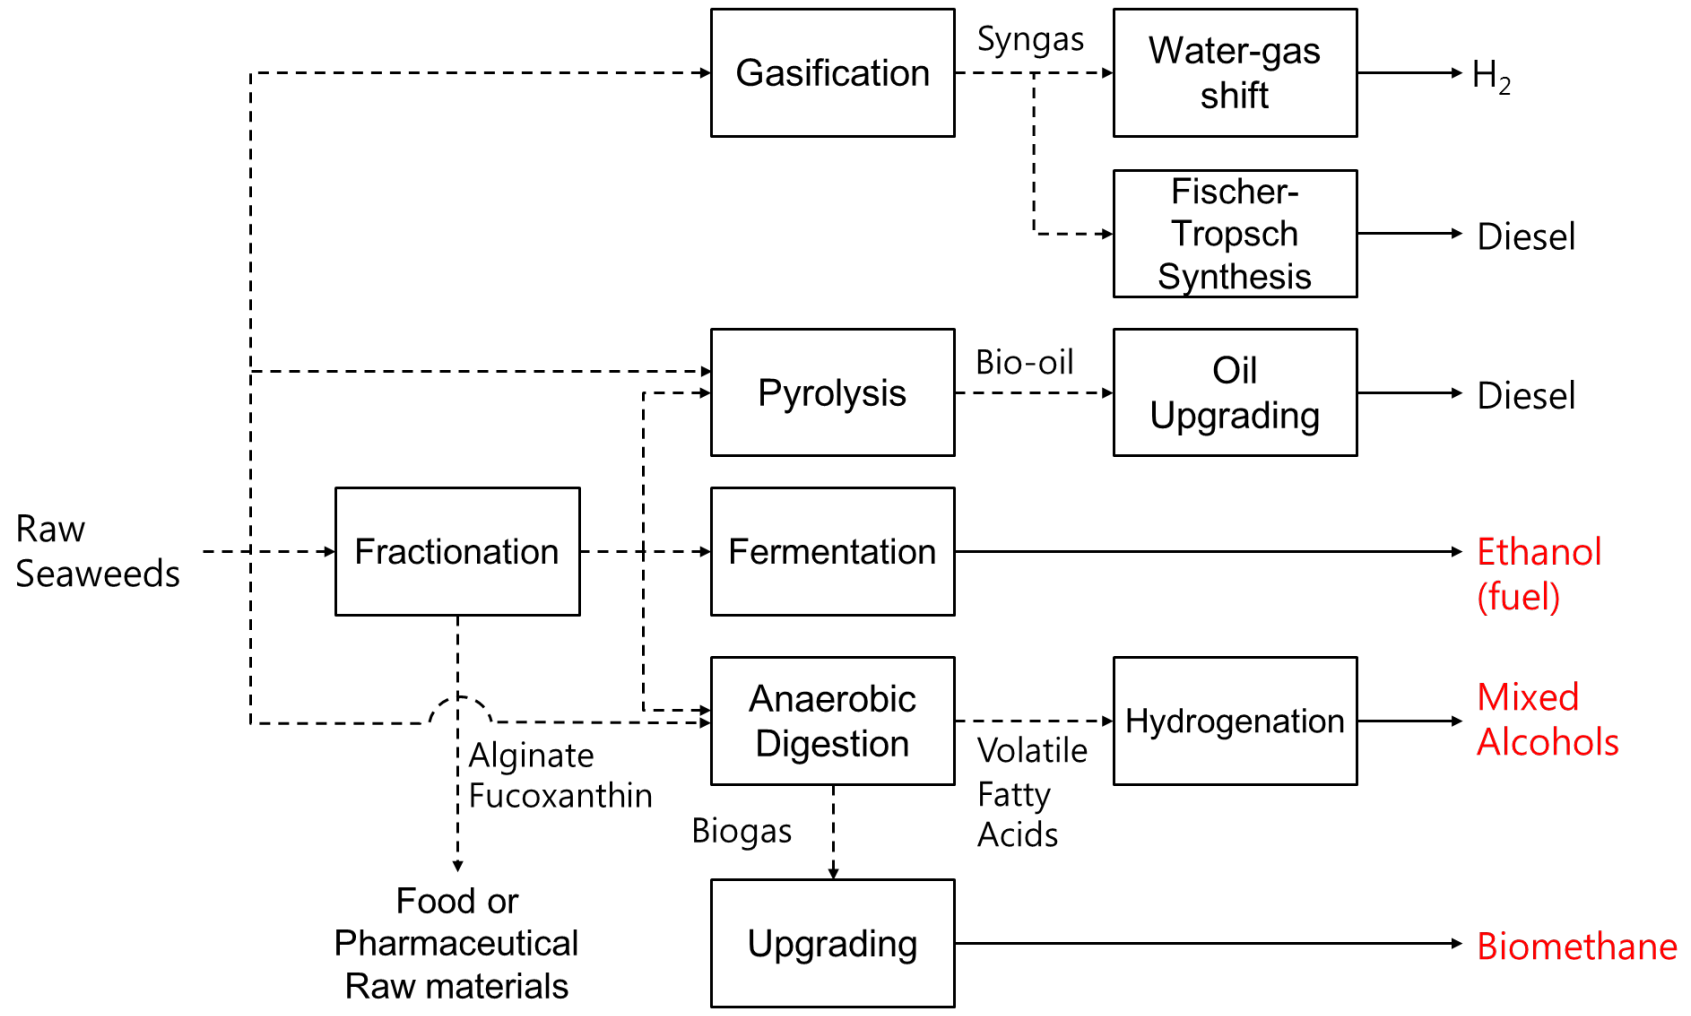 Gasification
Syngas
Water-gas
shift
H₂
Fischer-
Tropsch
Synthesis
Diesel
Pyrolysis
Bio-oil
Oil
Upgrading
Diesel
Raw
Seaweeds
Fractionation
Fermentation
Ethanol
(fuel)
Alginate
Fucoxanthin
Anaerobic
Digestion
Volatile
Fatty
Acids
Hydrogenation
Mixed
Alcohols
Biogas
Food or
Pharmaceutical
Raw materials
Upgrading
Biomethane